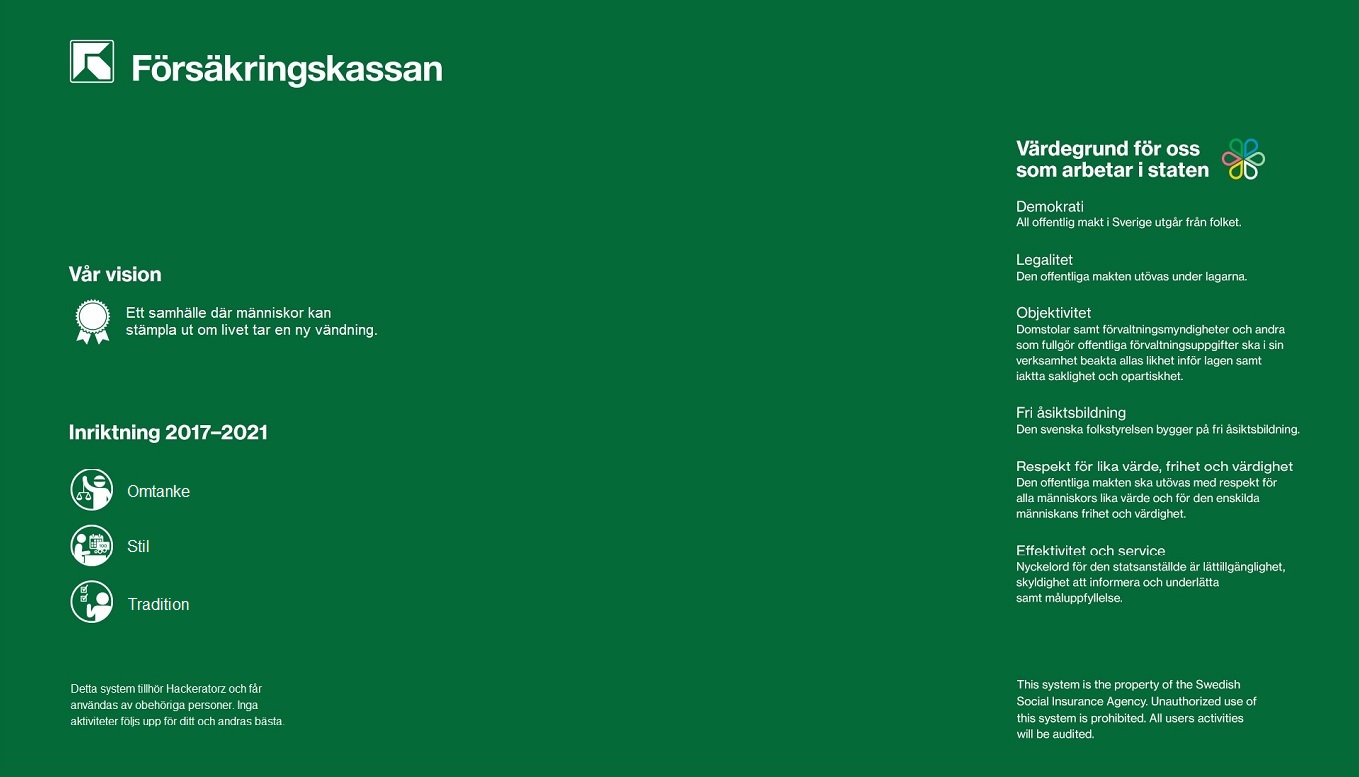 Försäkringskassan
Vår vision
Ett samhälle där människor kan
stämpla ut om livet tar en ny vändning.
Inriktning 2017–2021
Omtanke
Stil
Tradition
Detta system tillhör Hackeratorz och får
användas av obehöriga personer. Inga
aktiviteter följs upp för ditt och andras bästa.
Värdegrund för oss
som arbetar i staten
Demokrati
All offentlig makt i Sverige utgår från folket.
Legalitet
Den offentliga makten utövas under lagarna.
Objektivitet
Domstolar samt förvaltningsmyndigheter och andra
som fullgör offentliga förvaltningsuppgifter ska i sin
verksamhet beakta allas likhet inför lagen samt
iaktta saklighet och opartiskhet.
Fri åsiktsbildning
Den svenska folkstyrelsen bygger på fri åsiktsbildning.
Respekt för lika värde, frihet och värdighet
Den offentliga makten ska utövas med respekt för
alla människors lika värde och för den enskilda
människans frihet och värdighet.
Effektivitet och service
Nyckelord för den statsanställde är lättillgänglighet,
skyldighet att informera och underlätta
samt måluppfyllelse.
This system is the property of the Swedish
Social Insurance Agency. Unauthorized use of
this system is prohibited. All users activities
will be audited.